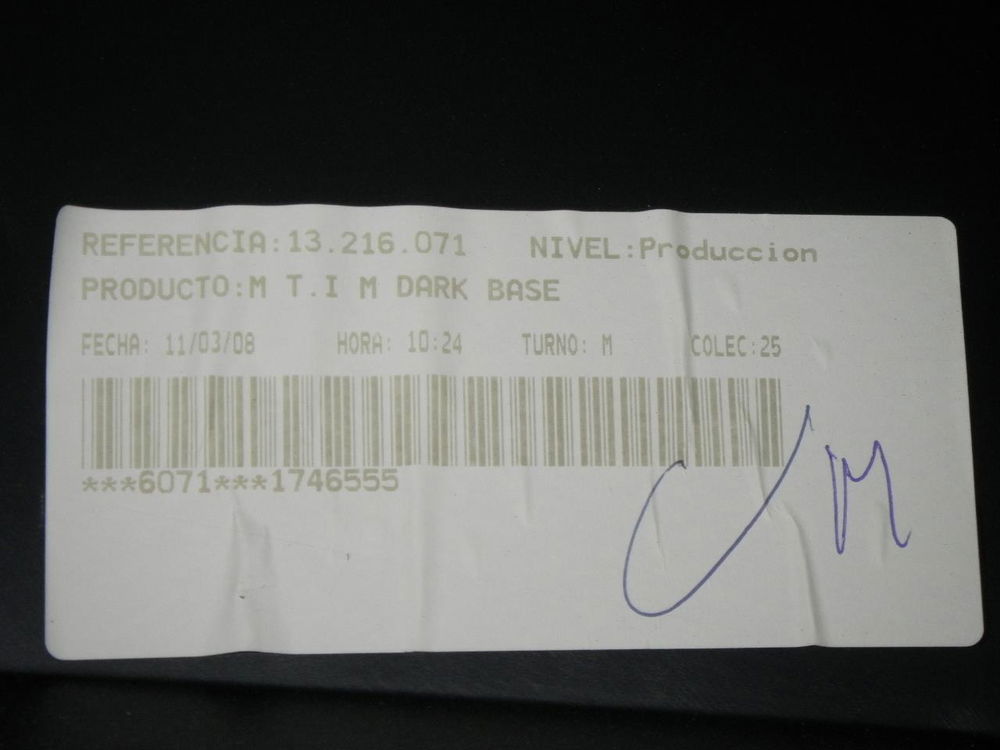 REFERENCIA:13.216.071 NIVEL:Produccion
PRODUCTO:M T.I M DARK BASE
FECHA: 11/03/08 HORA: 10:24 TURNO: M COLEC:25
***6071***1746555